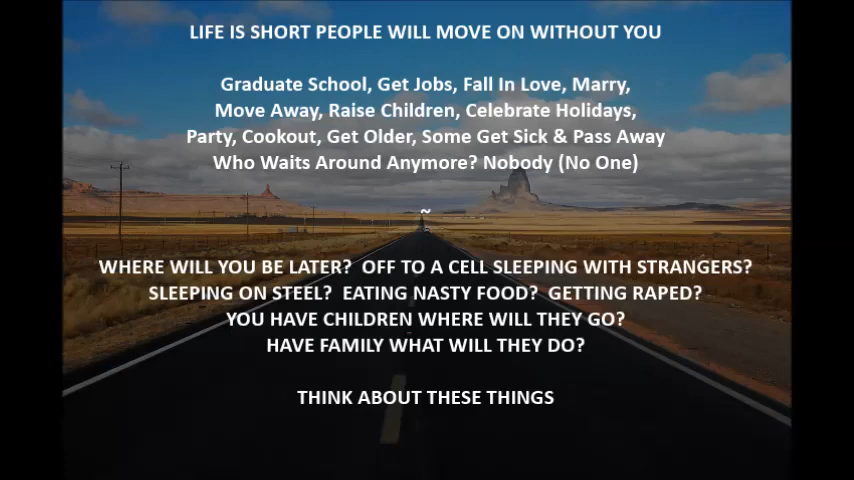 LIFE IS SHORT PEOPLE WILL MOVE ON WITHOUT YOU
Graduate School, Get Jobs, Fall In Love, Marry,
Move Away, Raise Children, Celebrate Holidays,
Party, Cookout, Get Older, Some Get Sick & Pass Away
Who Waits Around Anymore? Nobody (No One)
~
WHERE WILL YOU BE LATER?  OFF TO A CELL SLEEPING WITH STRANGERS?
SLEEPING ON STEEL?  EATING NASTY FOOD?  GETTING RAPED?
YOU HAVE CHILDREN WHERE WILL THEY GO?
HAVE FAMILY WHAT WILL THEY DO?
THINK ABOUT THESE THINGS